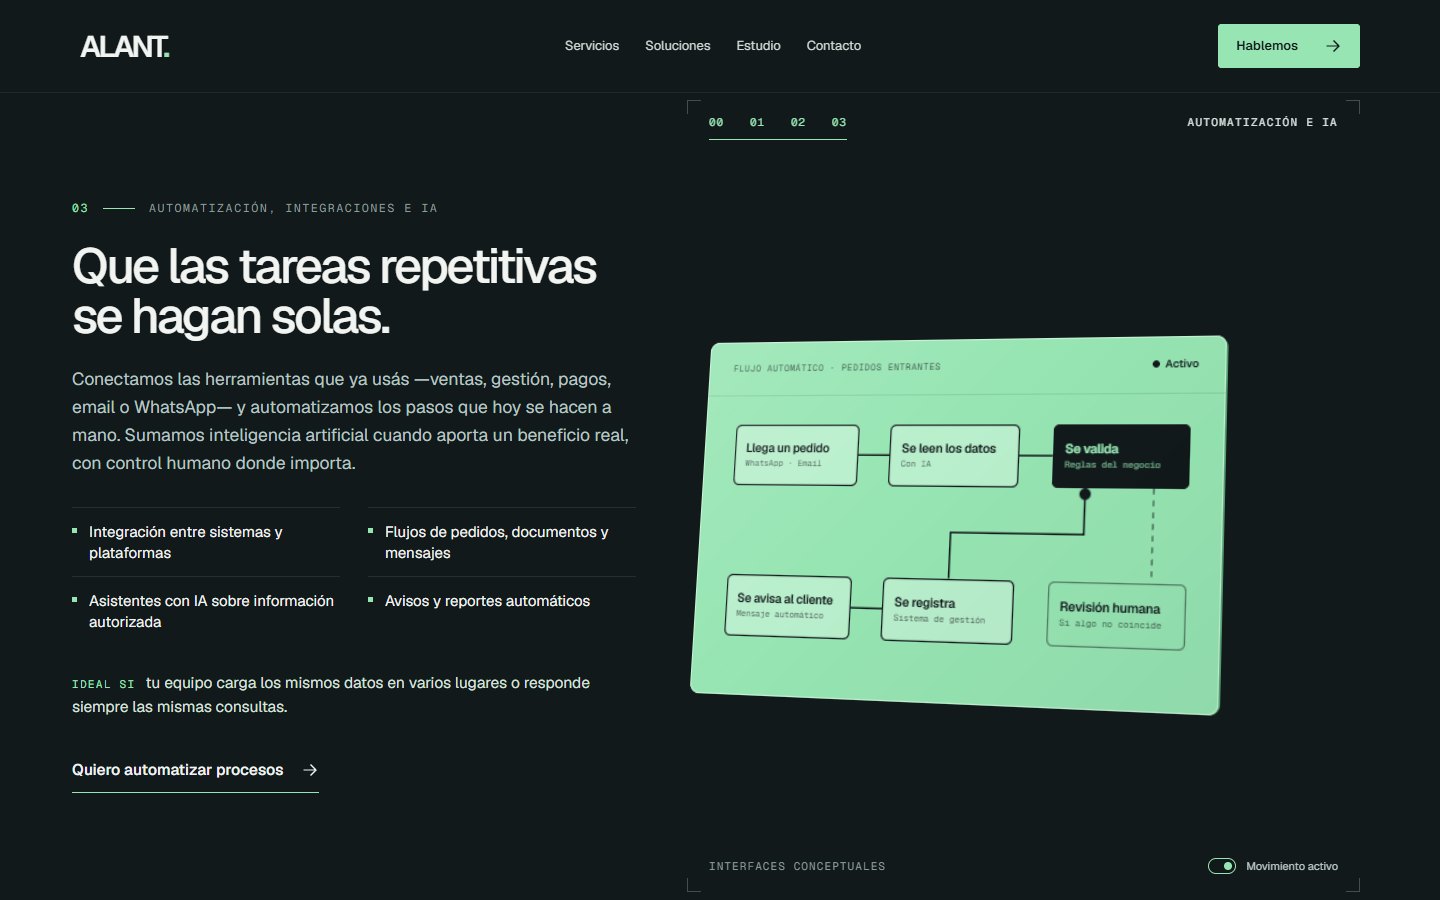 ALANT.
Servicios
Soluciones
Estudio
Contacto
Hablemos
00 01 02 03
AUTOMATIZACIÓN E IA
03 AUTOMATIZACIÓN, INTEGRACIONES E IA
Que las tareas repetitivas
se hagan solas.
Conectamos las herramientas que ya usás —ventas, gestión, pagos,
email o WhatsApp— y automatizamos los pasos que hoy se hacen a
mano. Sumamos inteligencia artificial cuando aporta un beneficio real,
con control humano donde importa.
Integración entre sistemas y
plataformas
Flujos de pedidos, documentos y
mensajes
Asistentes con IA sobre información
autorizada
Avisos y reportes automáticos
IDEAL SI tu equipo carga los mismos datos en varios lugares o responde
siempre las mismas consultas.
Quiero automatizar procesos
FLUJO AUTOMÁTICO · PEDIDOS ENTRANTES
Activo
Llega un pedido
WhatsApp · Email
Se leen los datos
Con IA
Se valida
Reglas del negocio
Se avisa al cliente
Mensaje automático
Se registra
Sistema de gestión
Revisión humana
Si algo no coincide
INTERFACES CONCEPTUALES
Movimiento activo